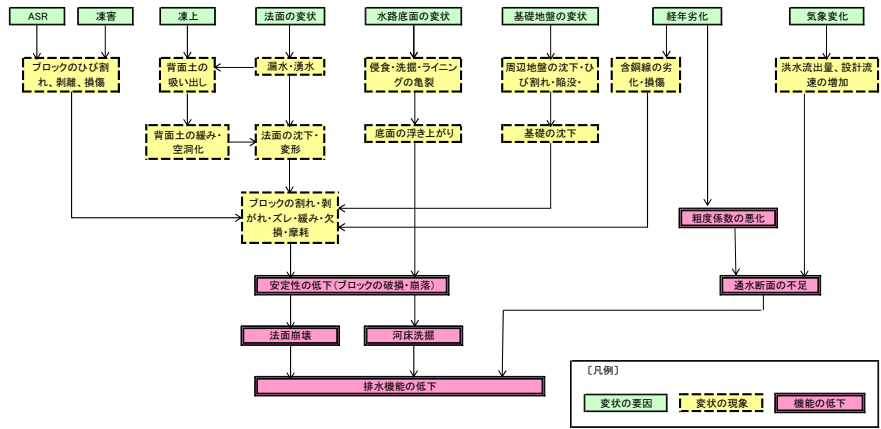 ASR
凍害
凍上
法面の変状
水路底面の変状
基礎地盤の変状
経年劣化
気象変化
ブロックのひび割
れ、剥離、損傷
背面土の
吸い出し
漏水・湧水
侵食・洗掘・ライニン
グの亀裂
周辺地盤の沈下・ひ
び割れ・陥没・
含鋼線の劣
化・損傷
洪水流出量、設計流
速の増加
背面土の緩み・
空洞化
法面の沈下・
変形
底面の浮き上がり
基礎の沈下
ブロックの割れ・剥
がれ・ズレ・緩み・欠
損・摩耗
粗度係数の悪化
安定性の低下(ブロックの破損・崩落)
通水断面の不足
法面崩壊
河床洗掘
排水機能の低下
〔凡例〕
変状の要因
変状の現象
機能の低下